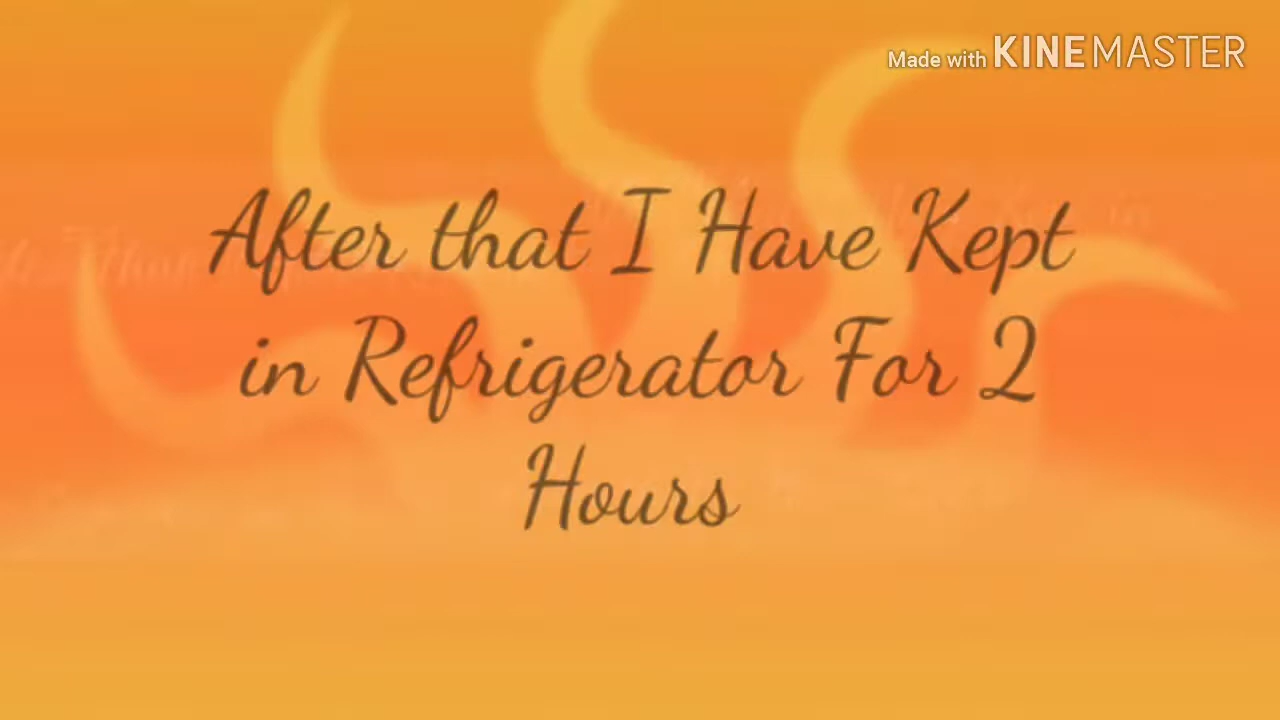 Made with KINEMASTER
After that I Have Kept
in Refrigerator For 2
Hours